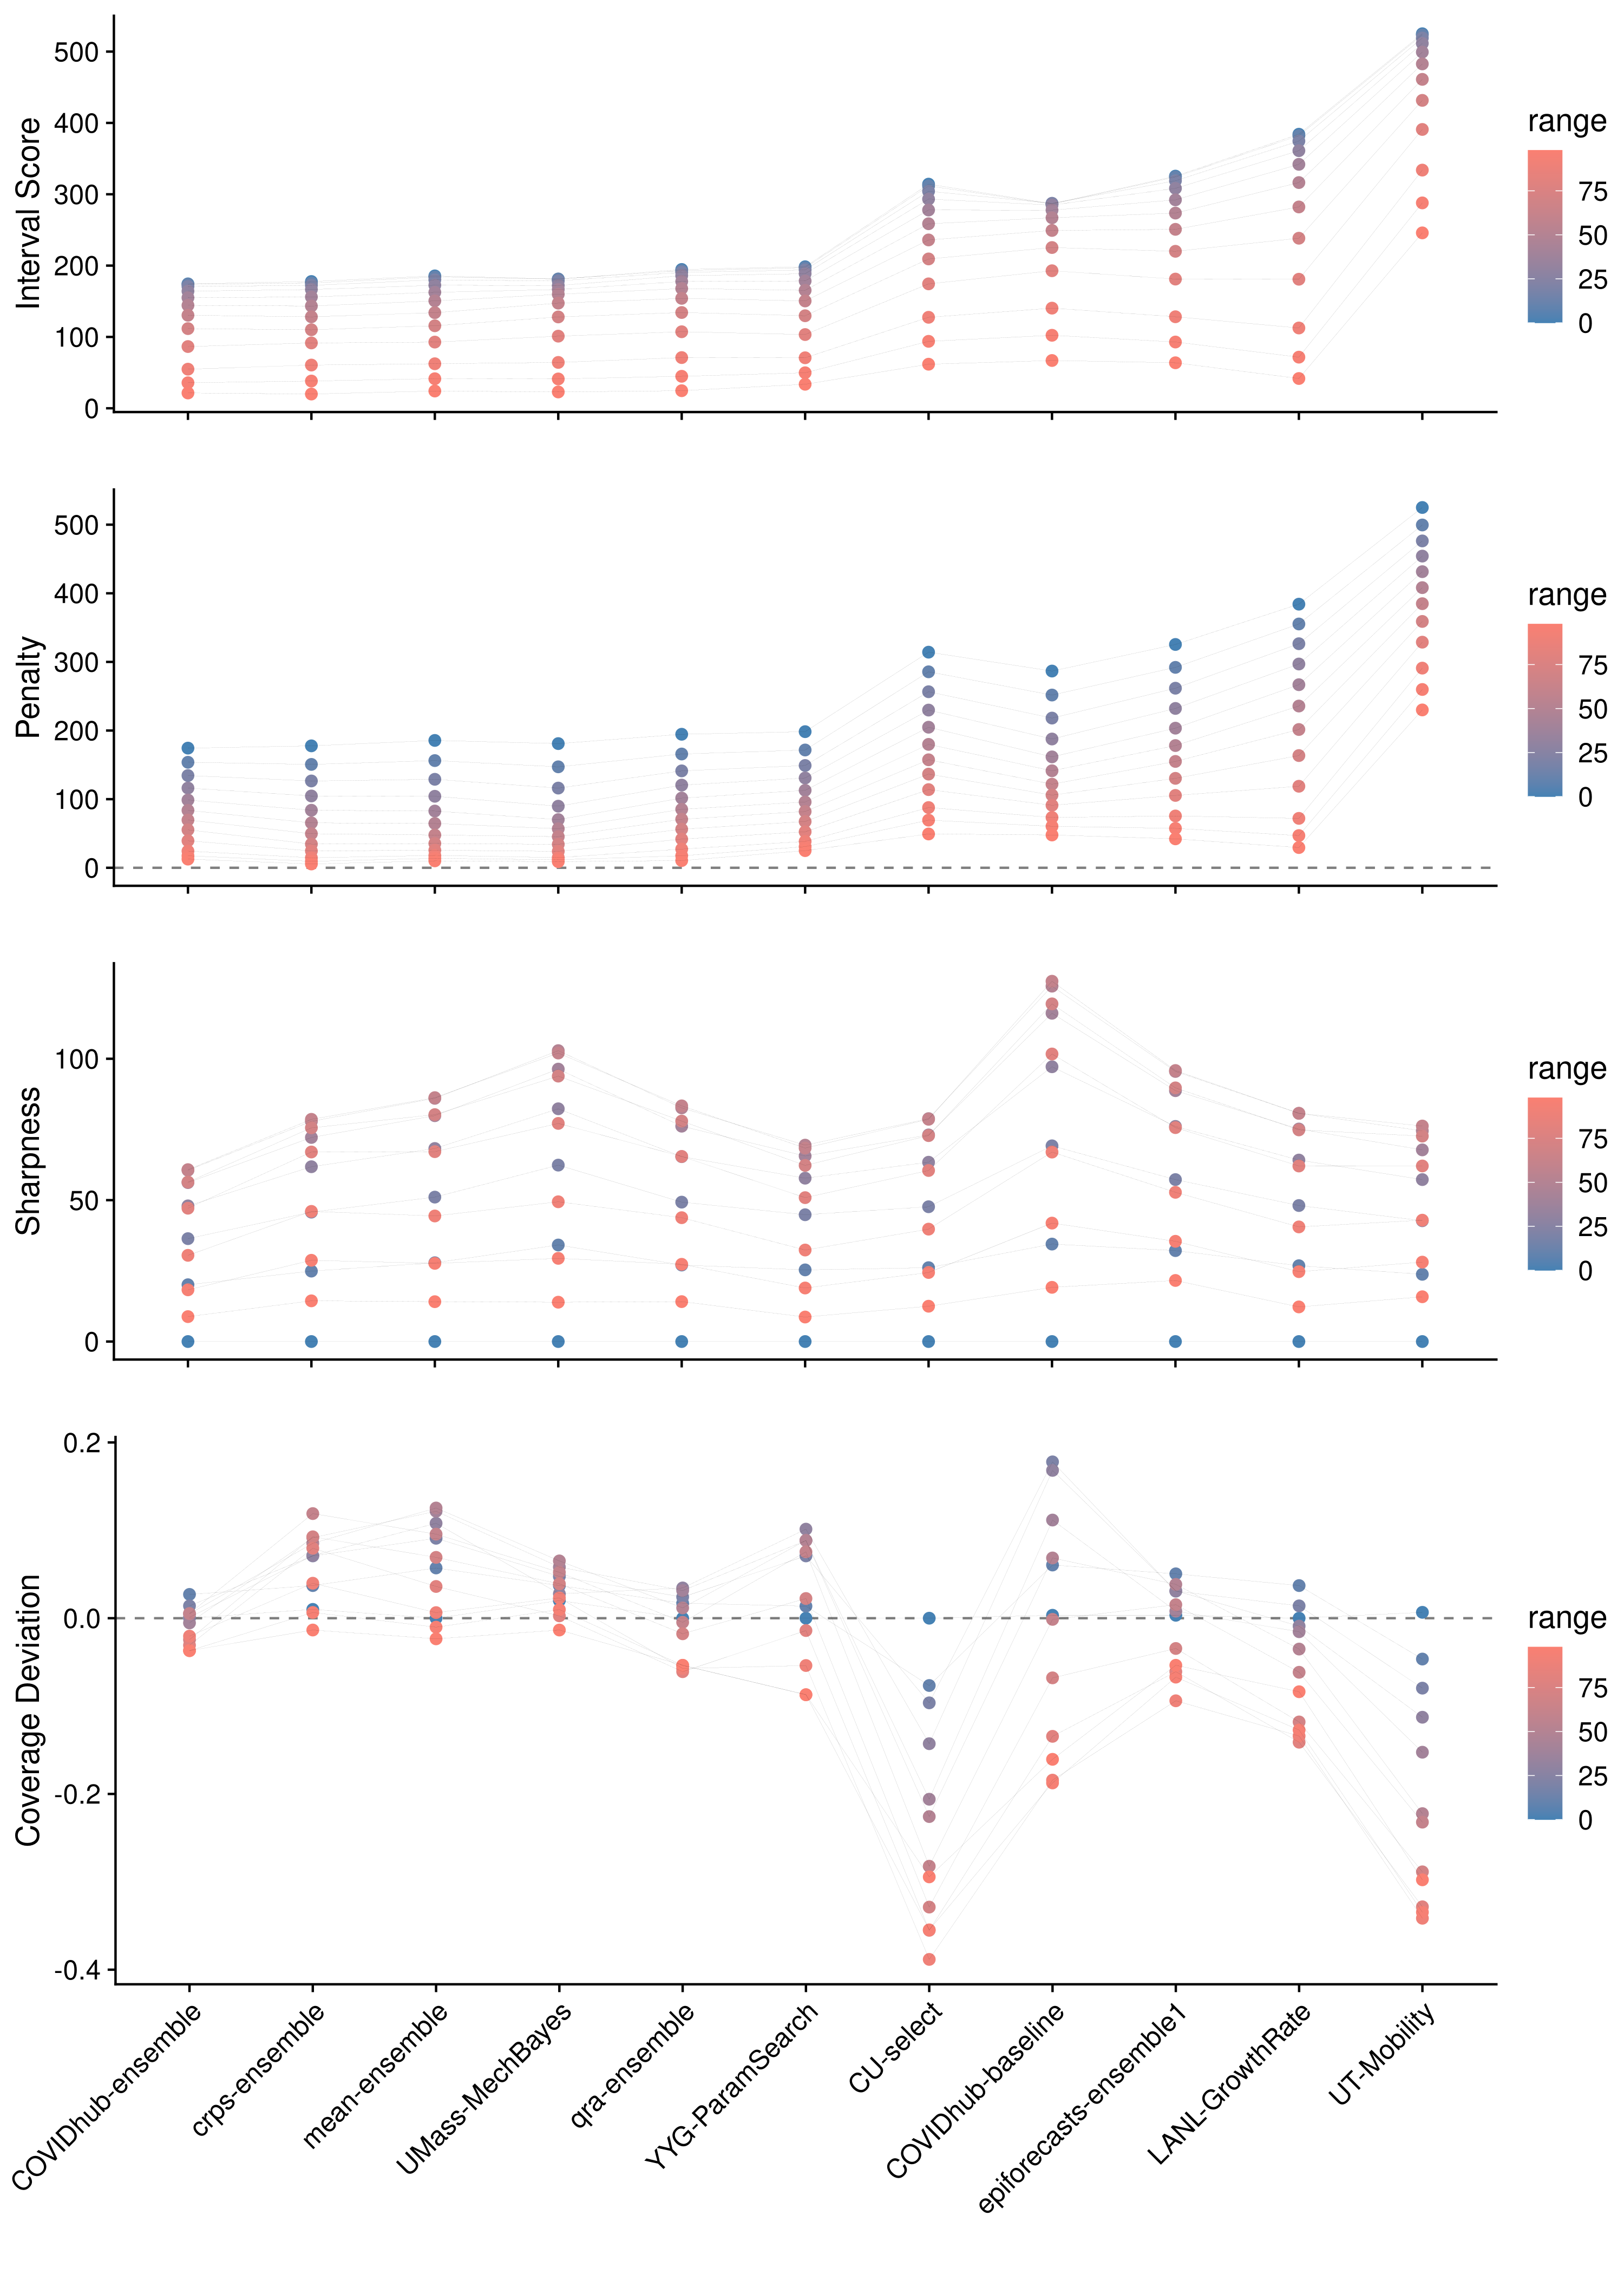 Interval Score
500
400
300
200
100
0
range
75
50
25
0
Penalty
500
400
300
200
100
0
range
75
50
25
0
Sharpness
100
50
0
range
75
50
25
0
Coverage Deviation
0.2
0.0
-0.2
-0.4
range
75
50
25
0
COVIDhub-ensemble
crps-ensemble
mean-ensemble
UMass-MechBayes
qra-ensemble
YYG-ParamSearch
CU-select
COVIDhub-baseline
epiforecasts-ensemble1
LANL-GrowthRate
UT-Mobility